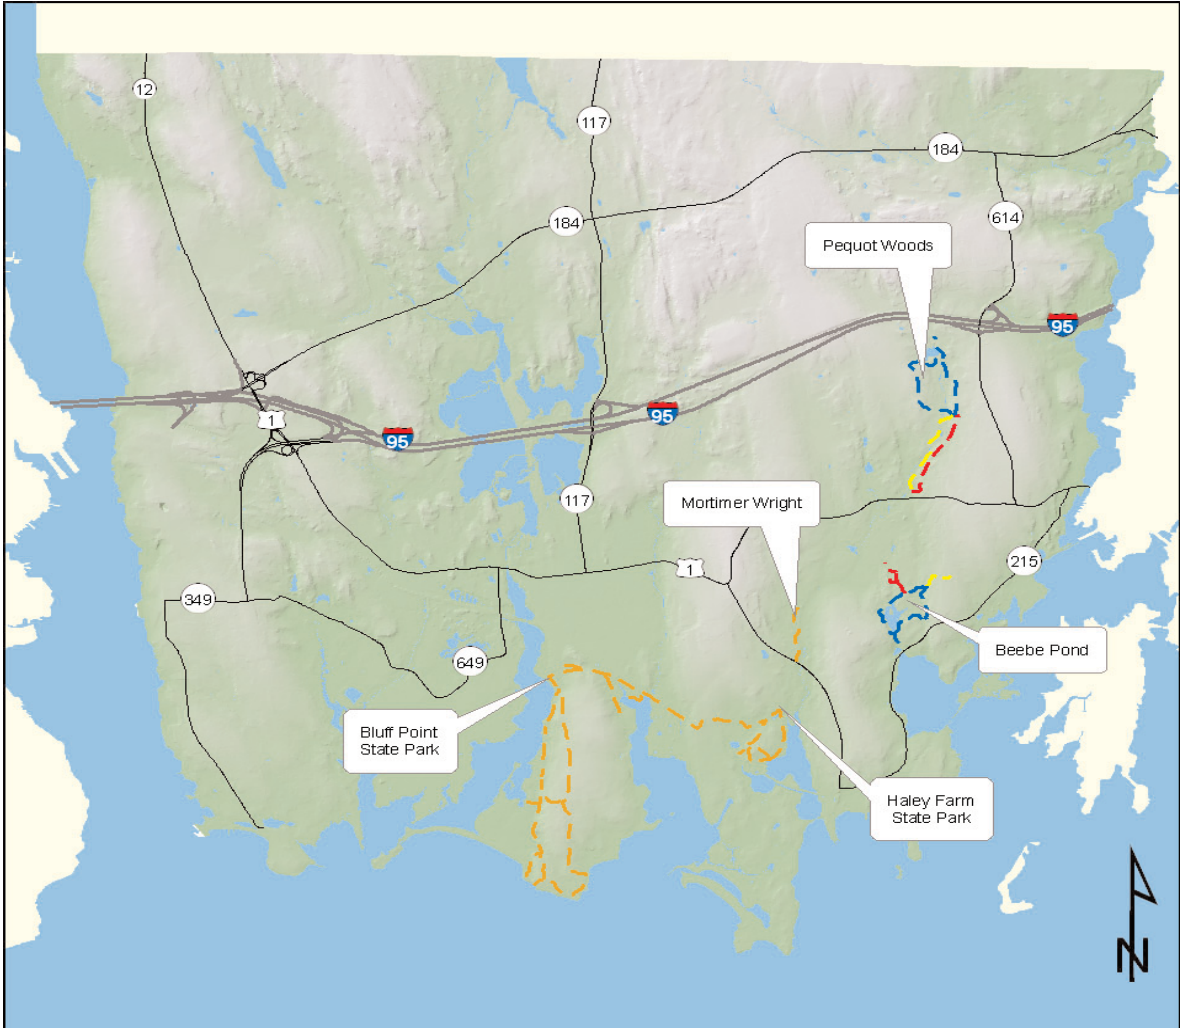 12
117
184
184
614
Pequot Woods
95
1
95
95
117
Mortimer Wright
1
215
349
649
Beebe Pond
Bluff Point
State Park
Haley Farm
State Park
N